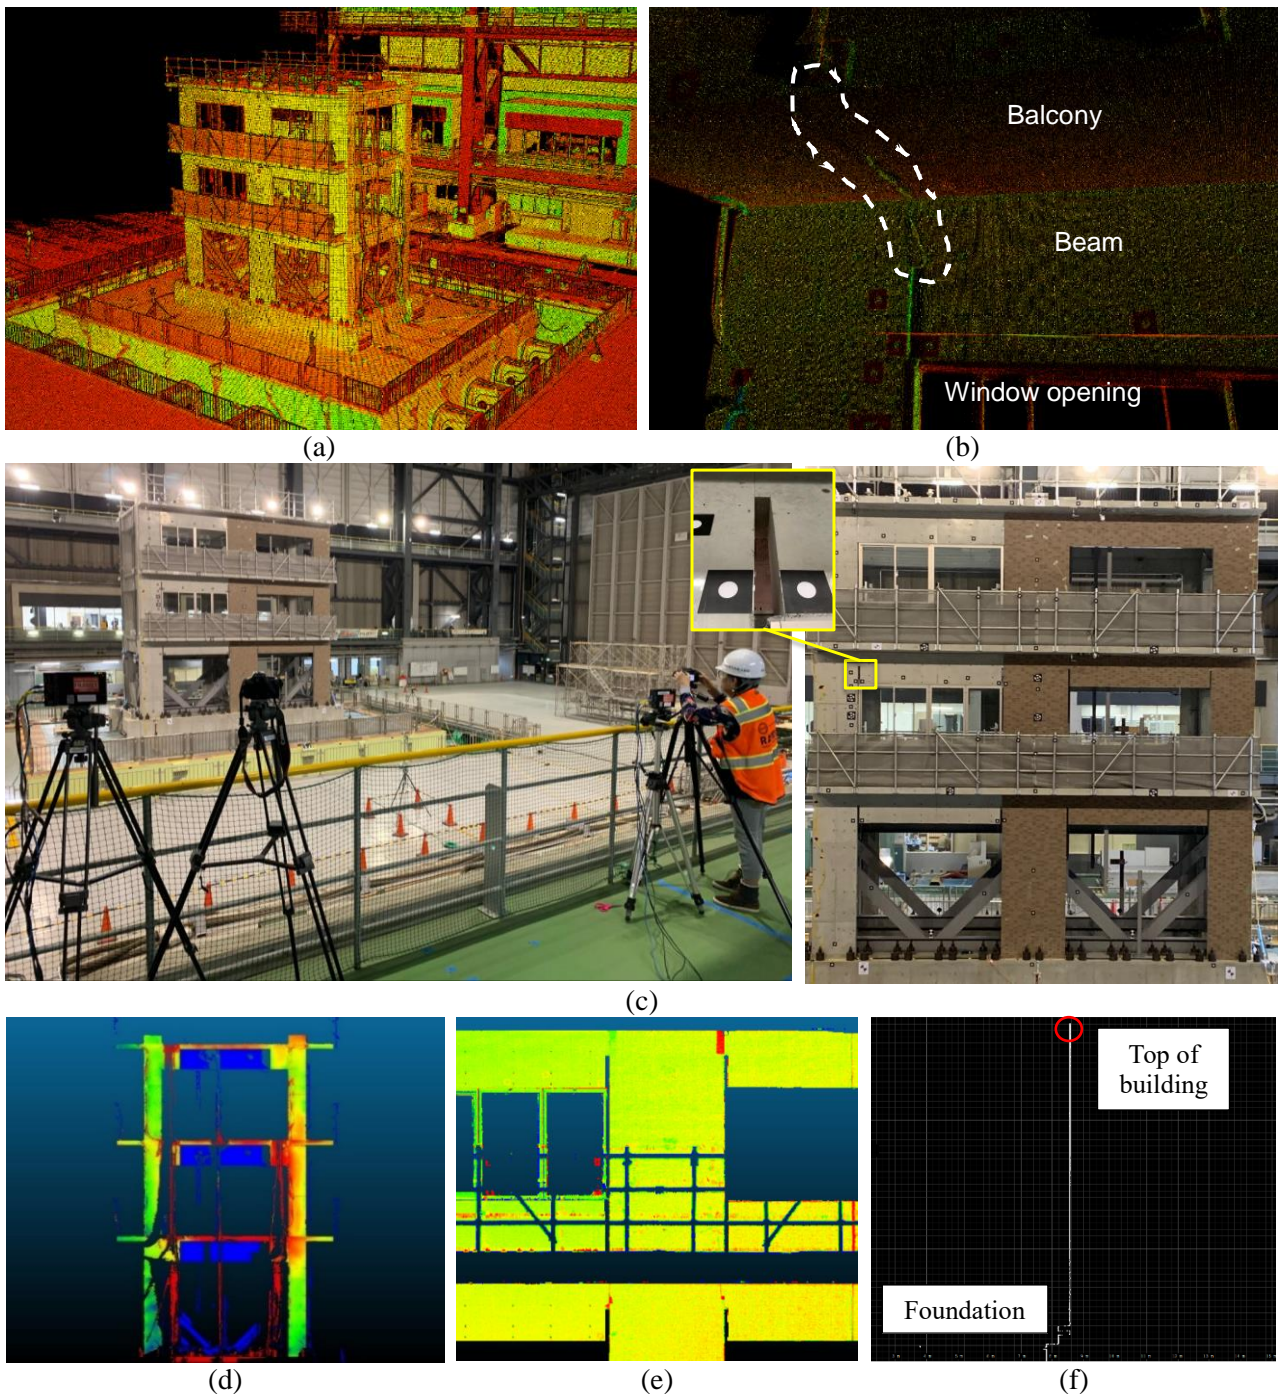 Balcony
Beam
Window opening
(a)
(b)
(c)
Top of
building
Foundation
(d)
(e)
(f)